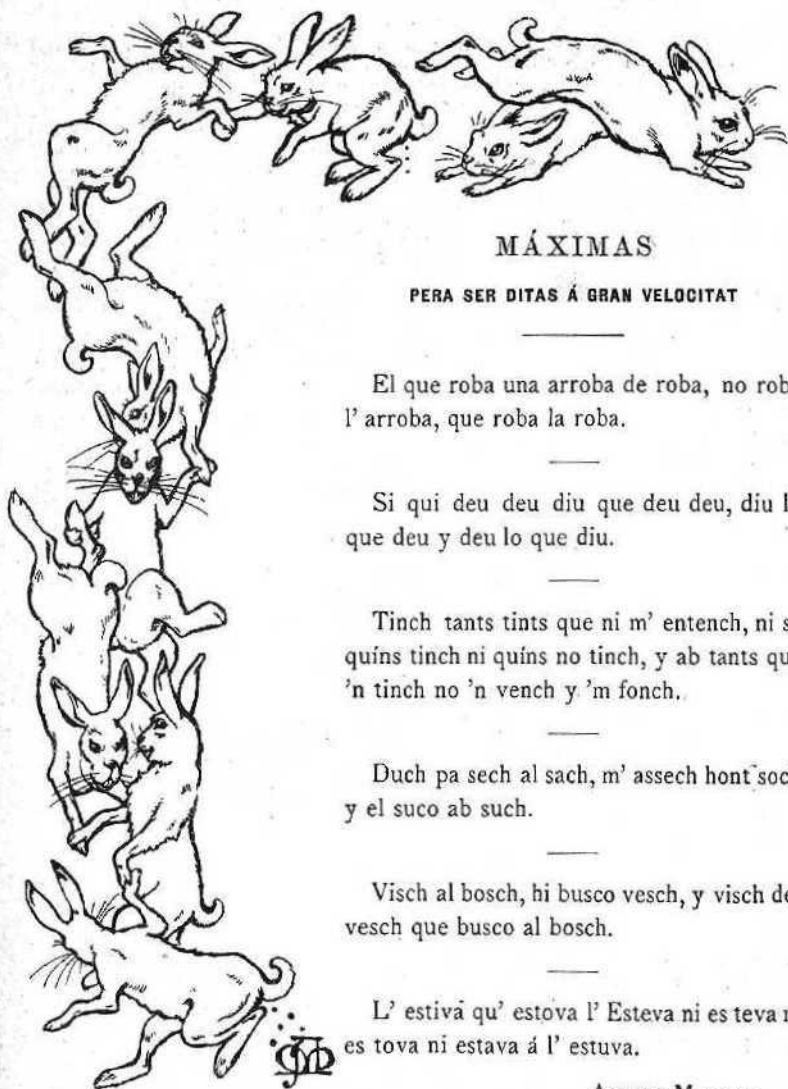 MÁXIMAS
PERA SER DITAS Á GRAN VELOCITAT
El que roba una arroba de roba, no rob
l' arroba, que roba la roba.
Si qui deu deu diu que deu deu, diu l
que deu y deu lo que diu.
Tinch tants tints que ni m' entench, ni s
quíns tinch ni quíns no tinch, y ab tants qu
'n tinch no 'n vench y 'm fonch.
Duch pa sech al sach, m' assech hont soc
y el suco ab such.
Visch al bosch, hi busco vesch, y visch de
vesch que busco al bosch.
L' estivá qu' estova l' Esteva ni es teva n
es tova ni estava á l' estuva.